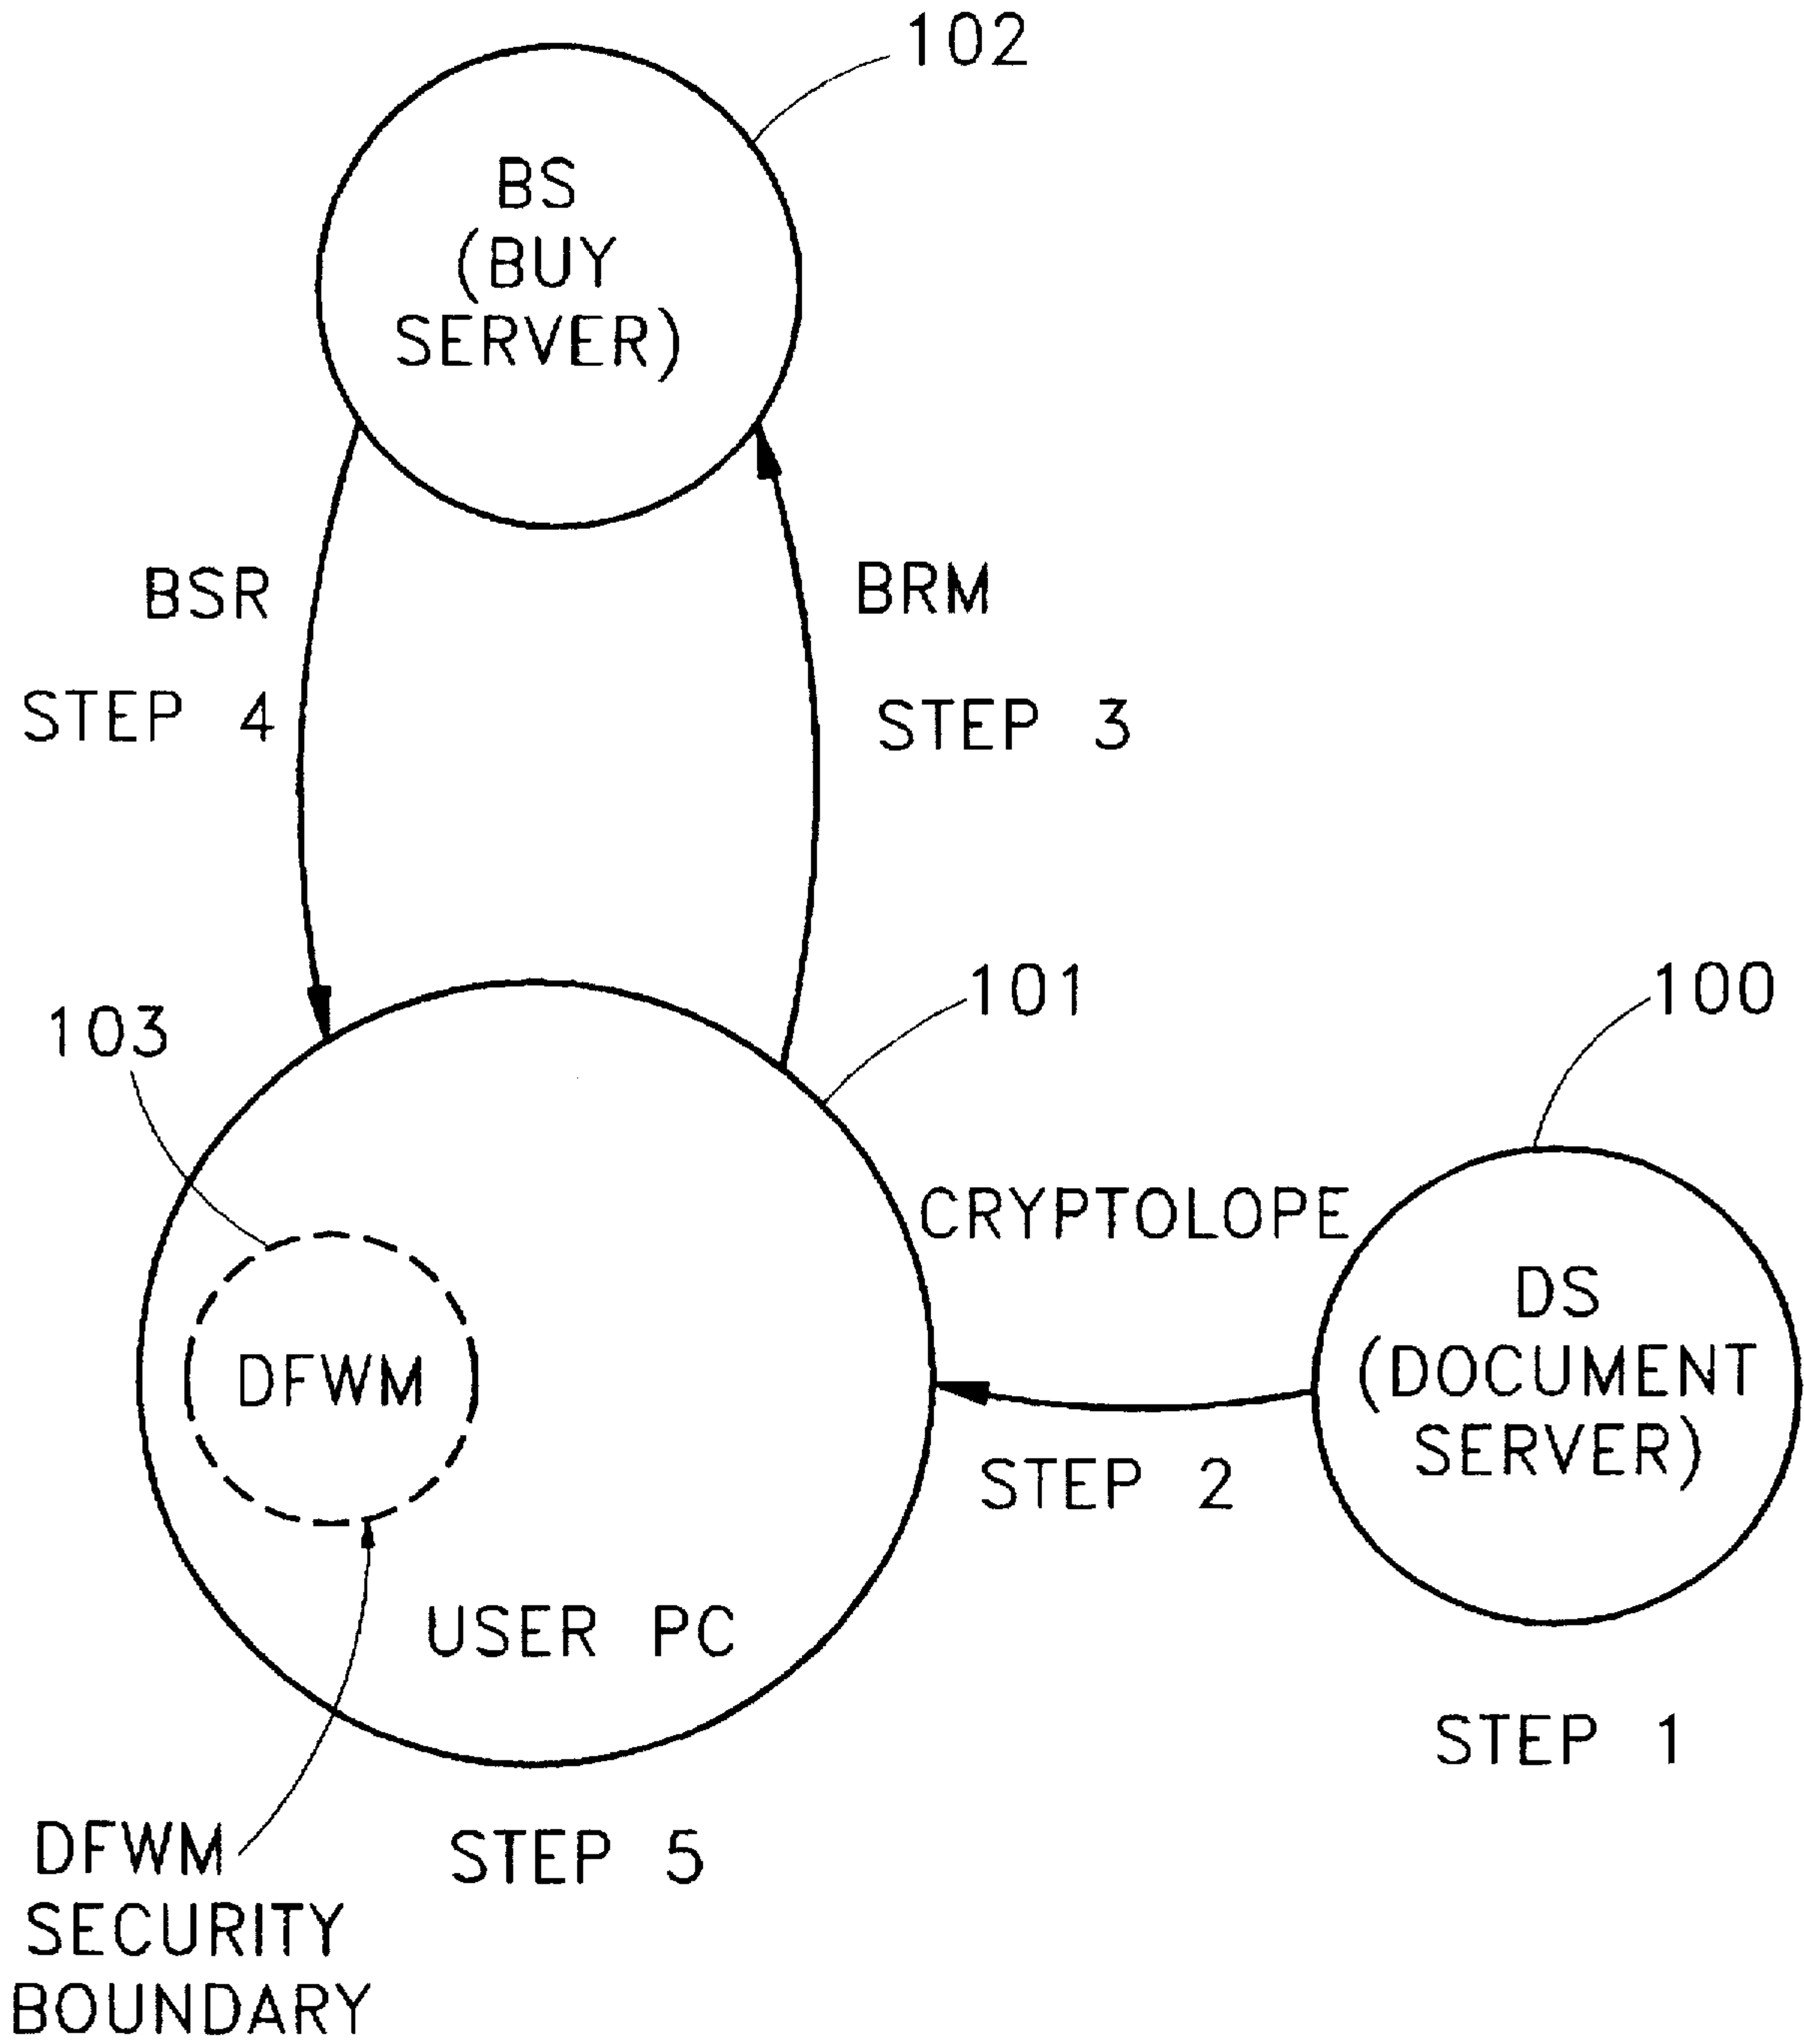 102
BS
(BUY
SERVER)
BSR
BRM
STEP 4
STEP 3
103
101
100
CRYPTOLOPE
DS
(DOCUMENT
SERVER)
DFWM
STEP 2
USER PC
STEP 1
DFWM
SECURITY
BOUNDARY
STEP 5